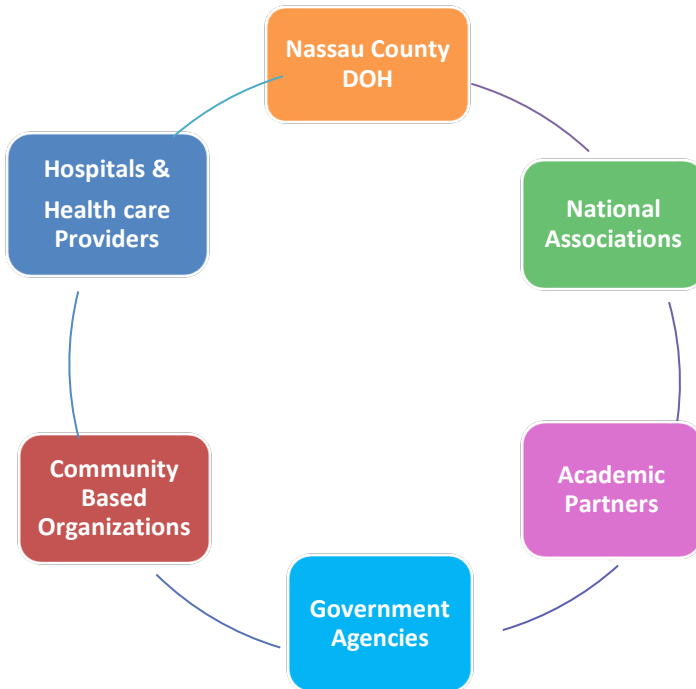 Nassau County
DOH
Hospitals &
Health care
Providers
National
Associations
Community
Based
Organizations
Academic
Partners
Government
Agencies